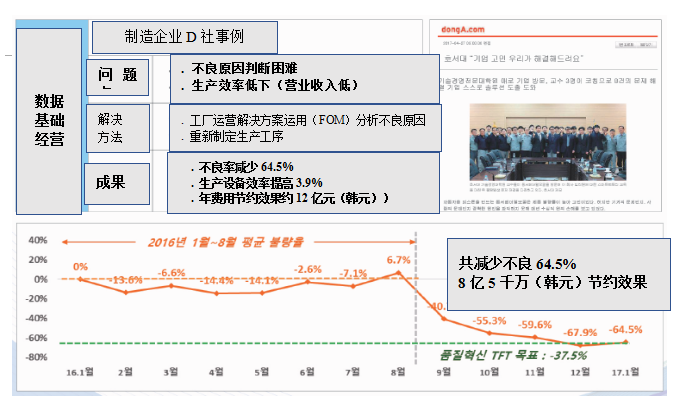 制造企业 D 社事例
数据
基础
经营
问 题
. 不良原因判断困难
. 生产效率低下（营业收入低）
解决
方法
. 工厂运营解决方案运用（FOM）分析不良原因
. 重新制定生产工序
成果
. 不良率减少 64.5%
. 生产设备效率提高 3.9%
. 年费用节约效果约 12 亿元（韩元））
dongA.com
호서대 "기업 고민 우리가 해결해드려요"
2016년 1월~8월 평균 불량율
共减少不良 64.5%
8 亿 5 千万（韩元）节约效果
40%
20%
0%
-20%
-40%
-60%
-80%
0%
-13.6%
-6.6%
-14.4%
-14.1%
-2.6%
-7.1%
6.7%
-55.3%
-59.6%
-67.9%
-64.5%
품질혁신 TFT 목표 : -37.5%
16.1월 2월 3월 4월 5월 6월 7월 8월 9월 10월 11월 12월 17.1월